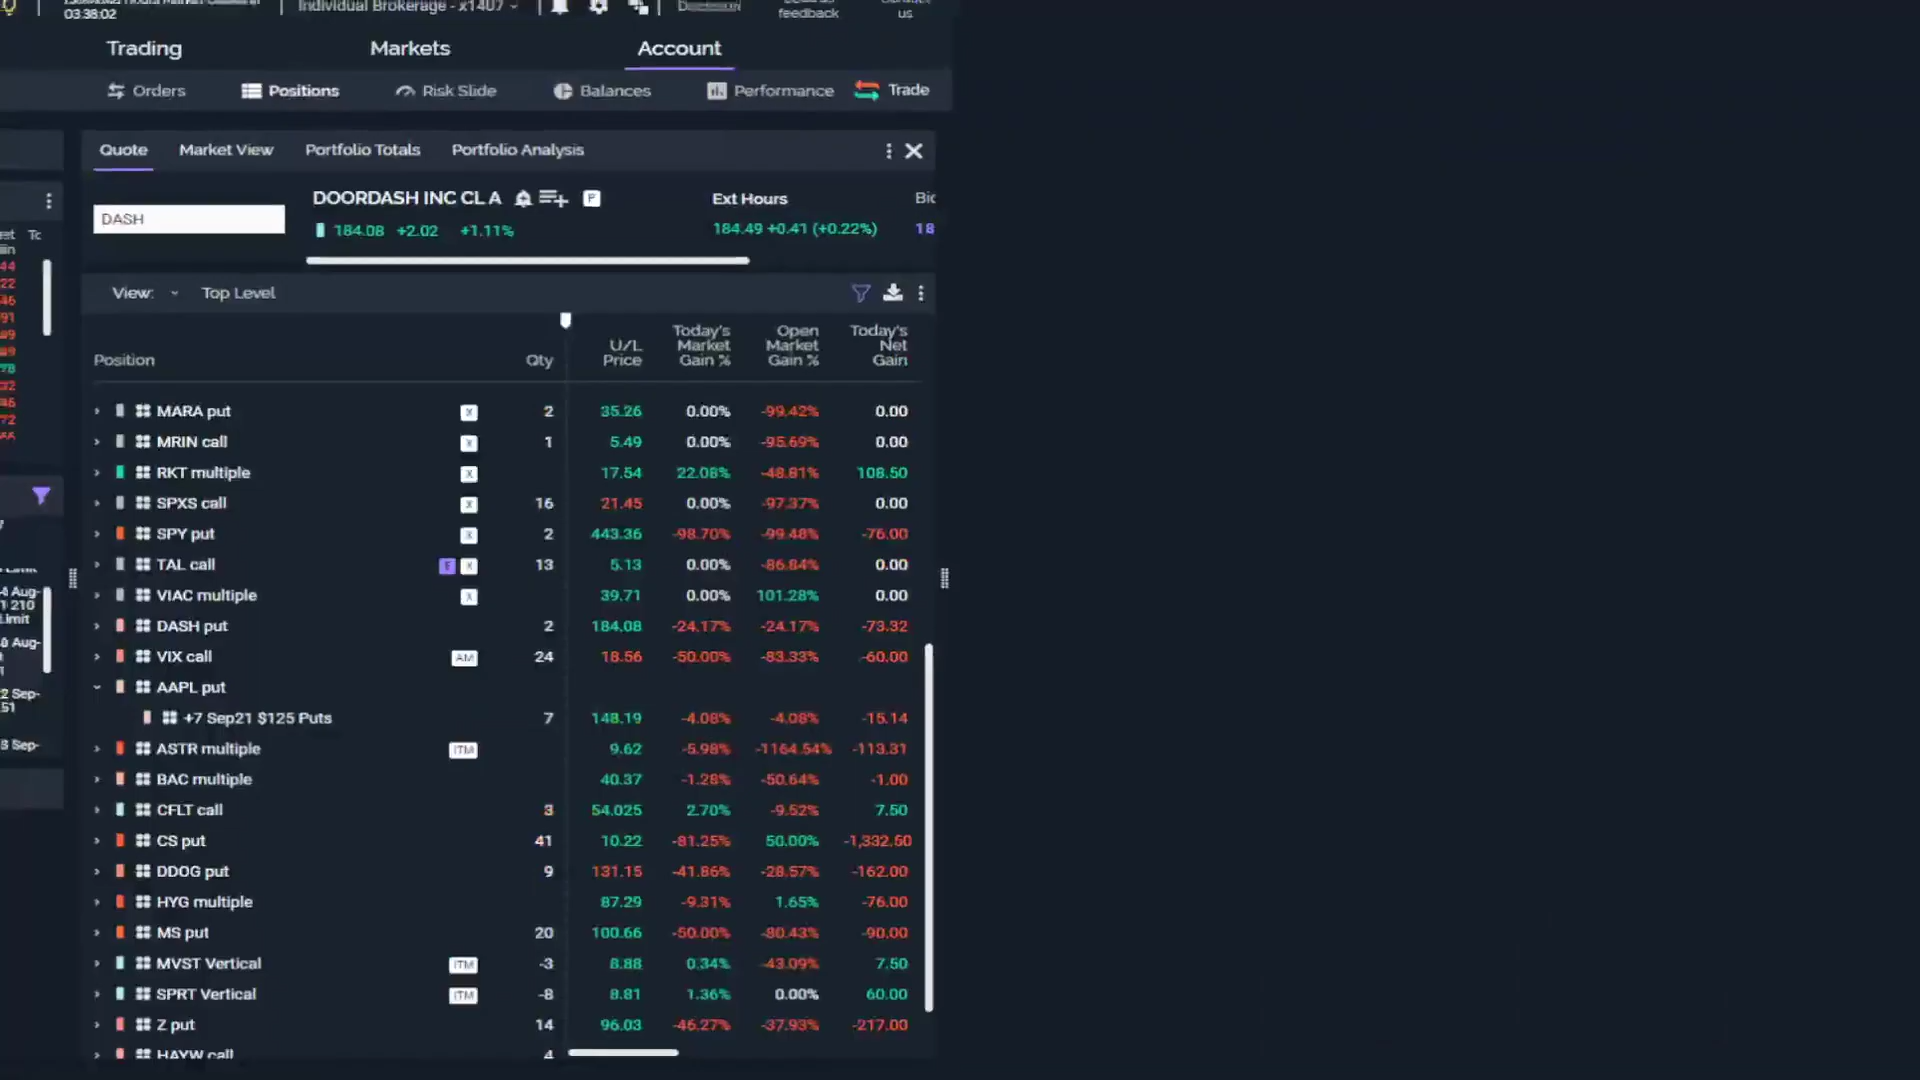 03:38:02
Individual Brokerage - x1407
feedback
us
Trading Markets Account
Orders Positions Risk Slide Balances Performance Trade
Quote Market View Portfolio Totals Portfolio Analysis
DASH
DOORDASH INC CL A
184.08 +2.02 +1.11%
Ext Hours
184.49 +0.41 (+0.22%)
Bic
18
View: Top Level
Position Qty U/L Price Today's Market Gain % Open Market Gain % Today's Net Gain
MARA put X 2 35.26 0.00% -99.42% 0.00
MRIN call X 1 5.49 0.00% -95.69% 0.00
RKT multiple X 17.54 22.08% -48.81% 108.50
SPXS call X 16 21.45 0.00% -97.37% 0.00
SPY put X 2 443.36 -98.70% -99.48% -76.00
TAL call E X 13 5.13 0.00% -86.84% 0.00
VIAC multiple X 39.71 0.00% 101.28% 0.00
DASH put 2 184.08 -24.17% -24.17% -73.32
VIX call AM 24 18.56 -50.00% -83.33% -60.00
AAPL put
+7 Sep21 $125 Puts 7 148.19 -4.08% -4.08% -15.14
ASTR multiple ITM 9.62 -5.98% -1164.54% -113.31
BAC multiple 40.37 -1.28% -50.64% -1.00
CFLT call 3 54.025 2.70% -9.52% 7.50
CS put 41 10.22 -81.25% 50.00% -1,332.50
DDOG put 9 131.15 -41.86% -28.57% -162.00
HYG multiple 87.29 -9.31% 1.65% -76.00
MS put 20 100.66 -50.00% -80.43% -90.00
MVST Vertical ITM -3 8.88 0.34% -43.09% 7.50
SPRT Vertical ITM -8 8.81 1.36% 0.00% 60.00
Z put 14 96.03 -46.27% -37.93% -217.00
HAYW call 4